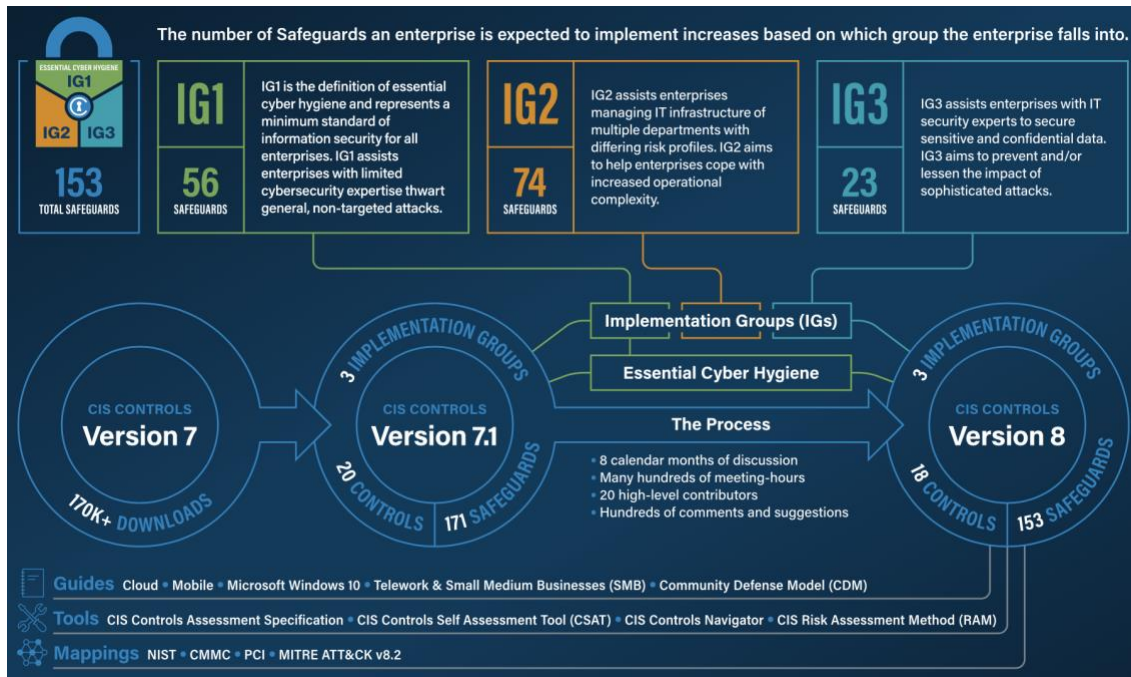 The number of Safeguards an enterprise is expected to implement increases based on which group the enterprise falls into.
ESSENTIAL CYBER HYGIENE
IG1
IG2
IG3
153
TOTAL SAFEGUARDS
IG1
56
SAFEGUARDS
IG1 is the definition of essential
cyber hygiene and represents a
minimum standard of
information security for all
enterprises. IG1 assists
enterprises with limited
cybersecurity expertise thwart
general, non-targeted attacks.
IG2
74
SAFEGUARDS
IG2 assists enterprises
managing IT infrastructure of
multiple departments with
differing risk profiles. IG2 aims
to help enterprises cope with
increased operational
complexity.
IG3
23
SAFEGUARDS
IG3 assists enterprises with IT
security experts to secure
sensitive and confidential data.
IG3 aims to prevent and/or
lessen the impact of
sophisticated attacks.
Implementation Groups (IGs)
Essential Cyber Hygiene
CIS CONTROLS
Version 7
170K+ DOWNLOADS
3 IMPLEMENTATION GROUPS
CIS CONTROLS
Version 7.1
20 CONTROLS
171 SAFEGUARDS
The Process
• 8 calendar months of discussion
• Many hundreds of meeting-hours
• 20 high-level contributors
• Hundreds of comments and suggestions
3 IMPLEMENTATION GROUPS
CIS CONTROLS
Version 8
18 CONTROLS
153 SAFEGUARDS
Guides Cloud • Mobile • Microsoft Windows 10 • Telework & Small Medium Businesses (SMB) • Community Defense Model (CDM)
Tools CIS Controls Assessment Specification • CIS Controls Self Assessment Tool (CSAT) • CIS Controls Navigator • CIS Risk Assessment Method (RAM)
Mappings NIST • CMMC • PCI • MITRE ATT&CK v8.2